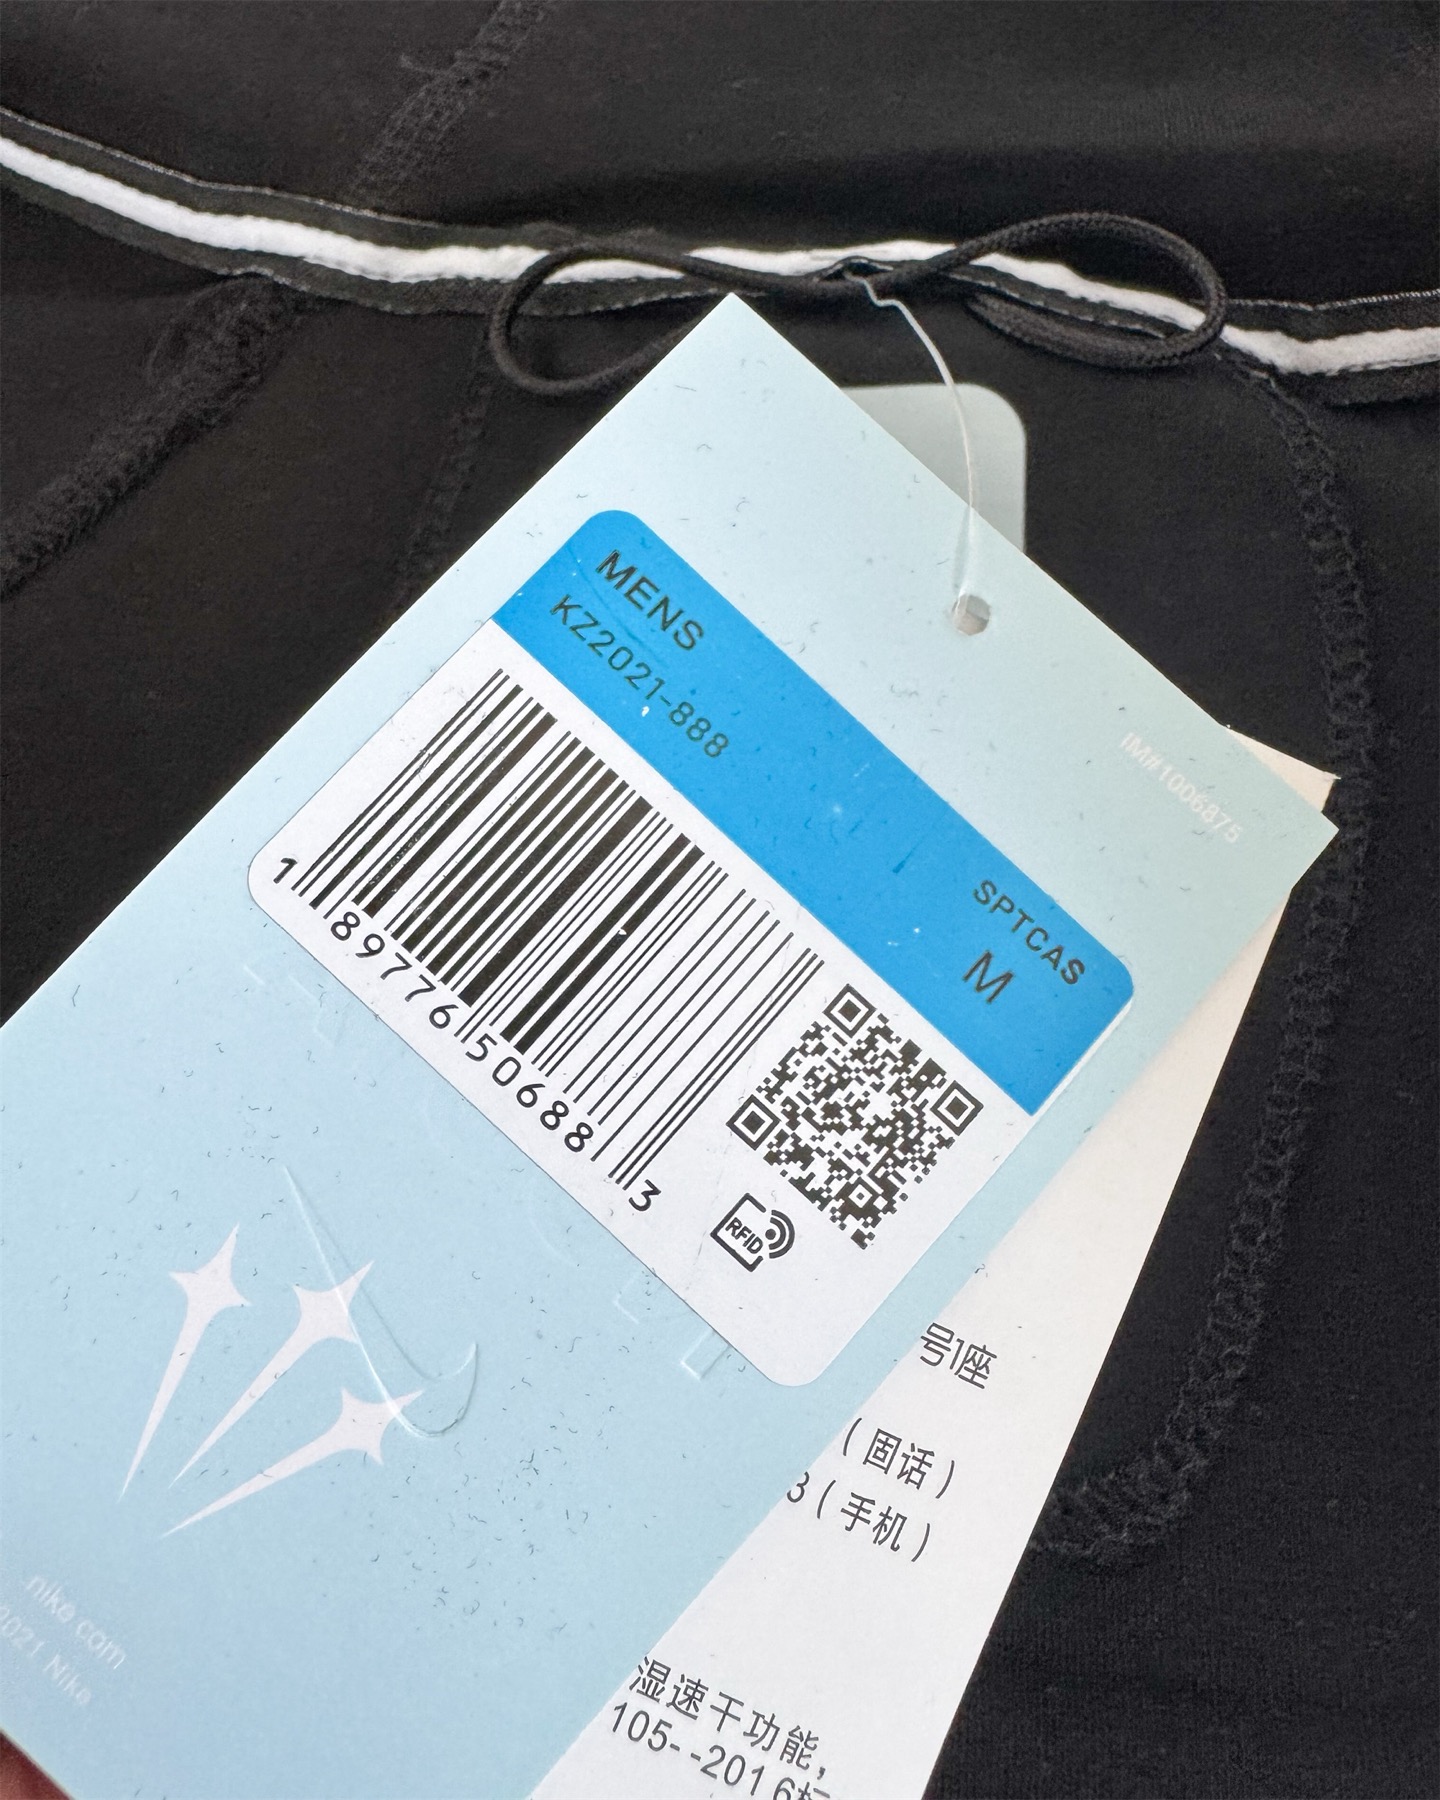 MENS
KZ2021-888
SPTCAS
M
1 89776 50688 3
RFID
IM#1006875
nike.com
2021 Nike
号1座
(固话)
3(手机)
湿速干功能,
105--2016